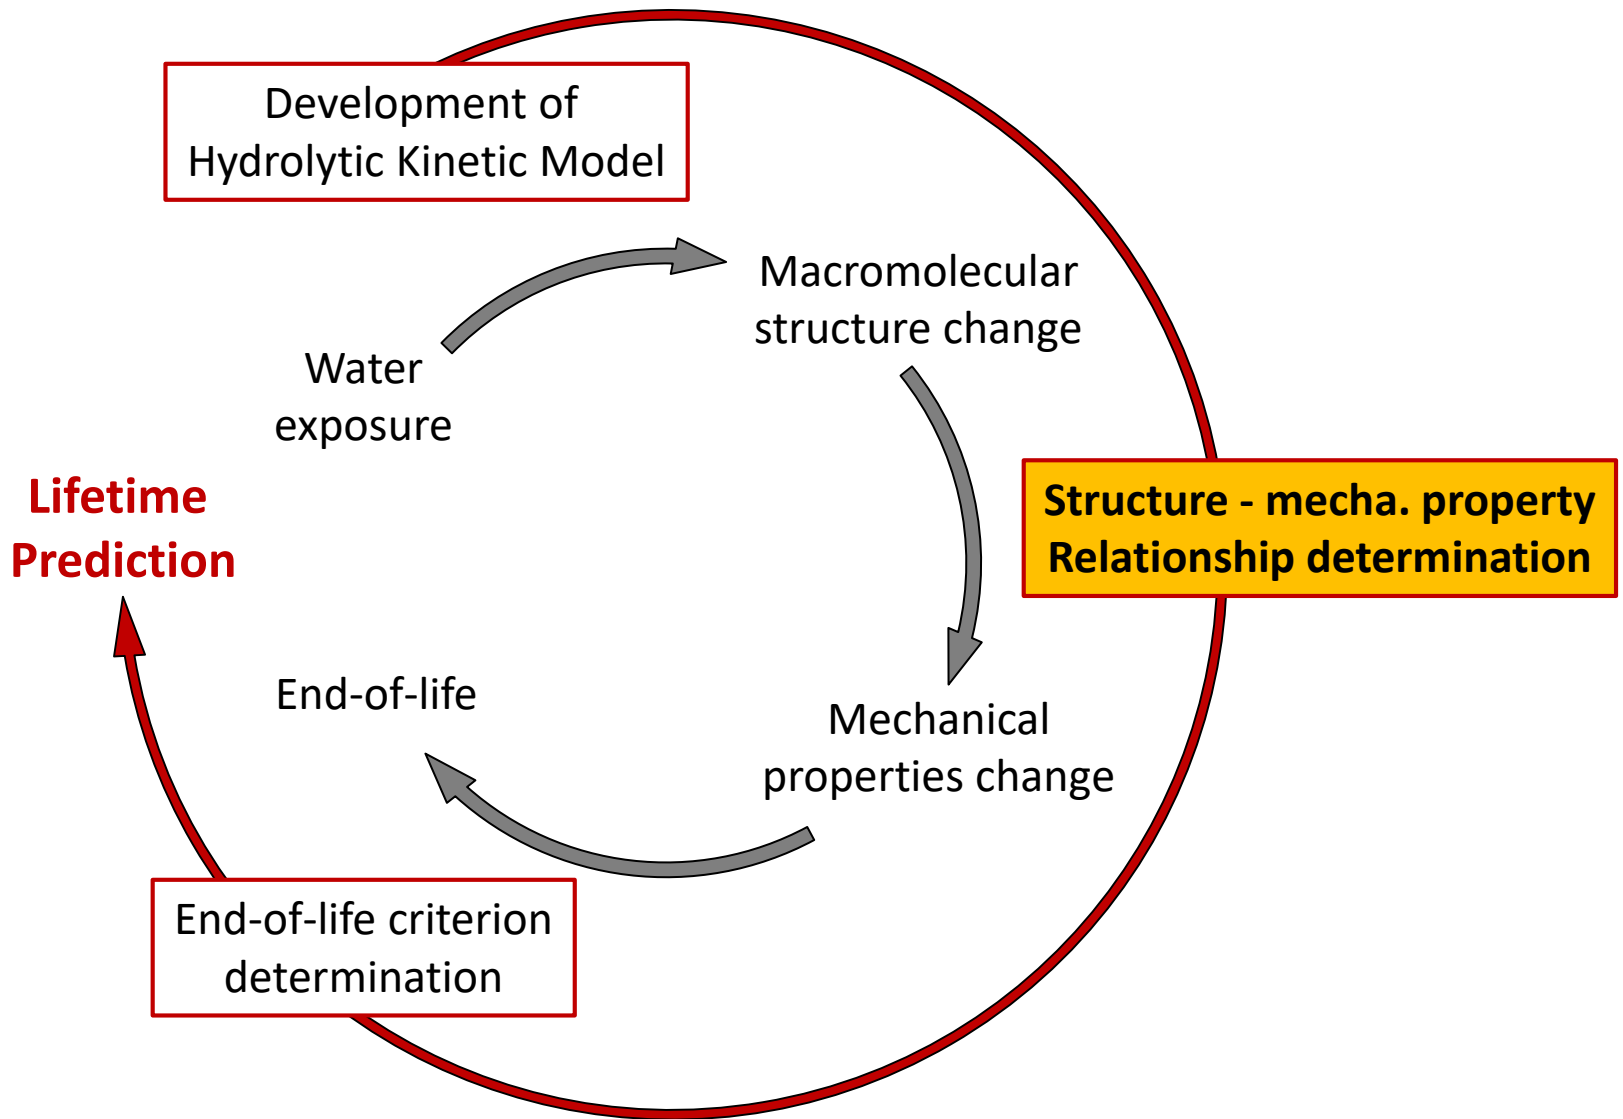 Development of
Hydrolytic Kinetic Model
Macromolecular
structure change
Water
exposure
Lifetime
Prediction
Structure - mecha. property
Relationship determination
End-of-life
Mechanical
properties change
End-of-life criterion
determination